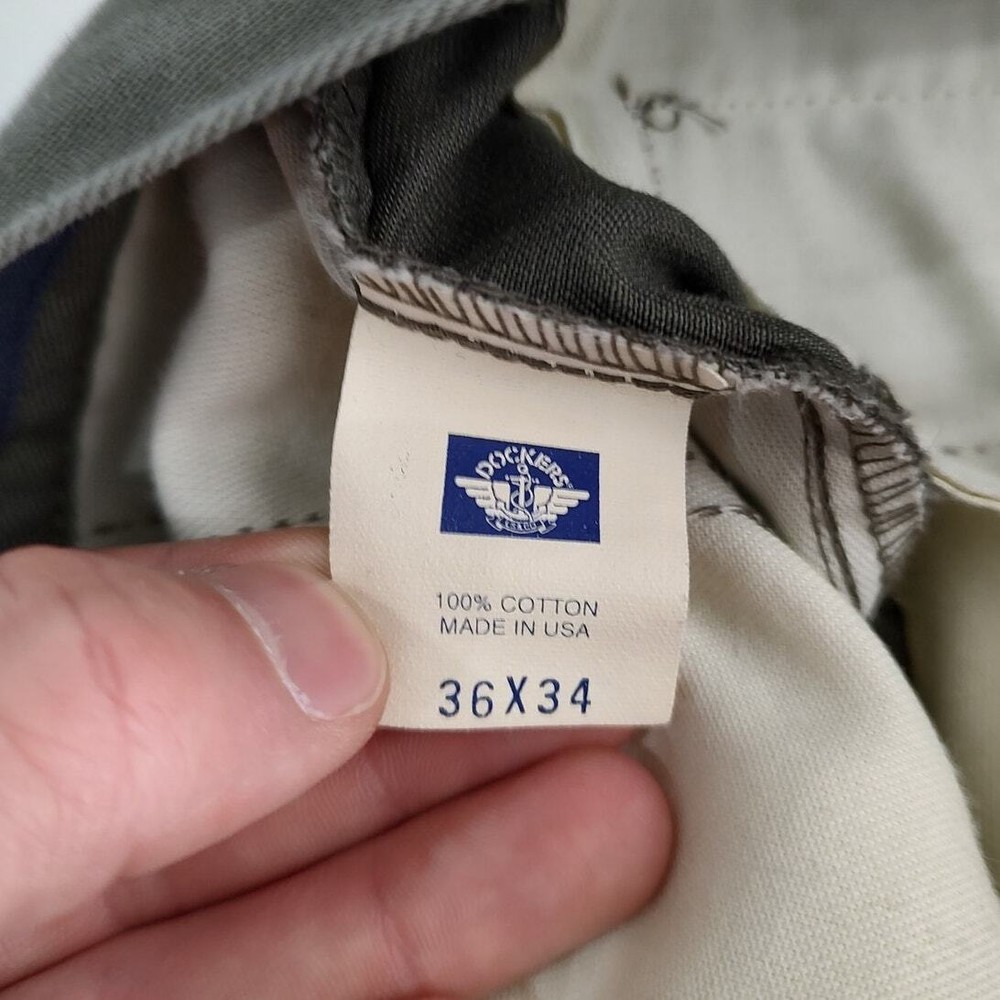 DOCKERS
100% COTTON
MADE IN USA
36X34